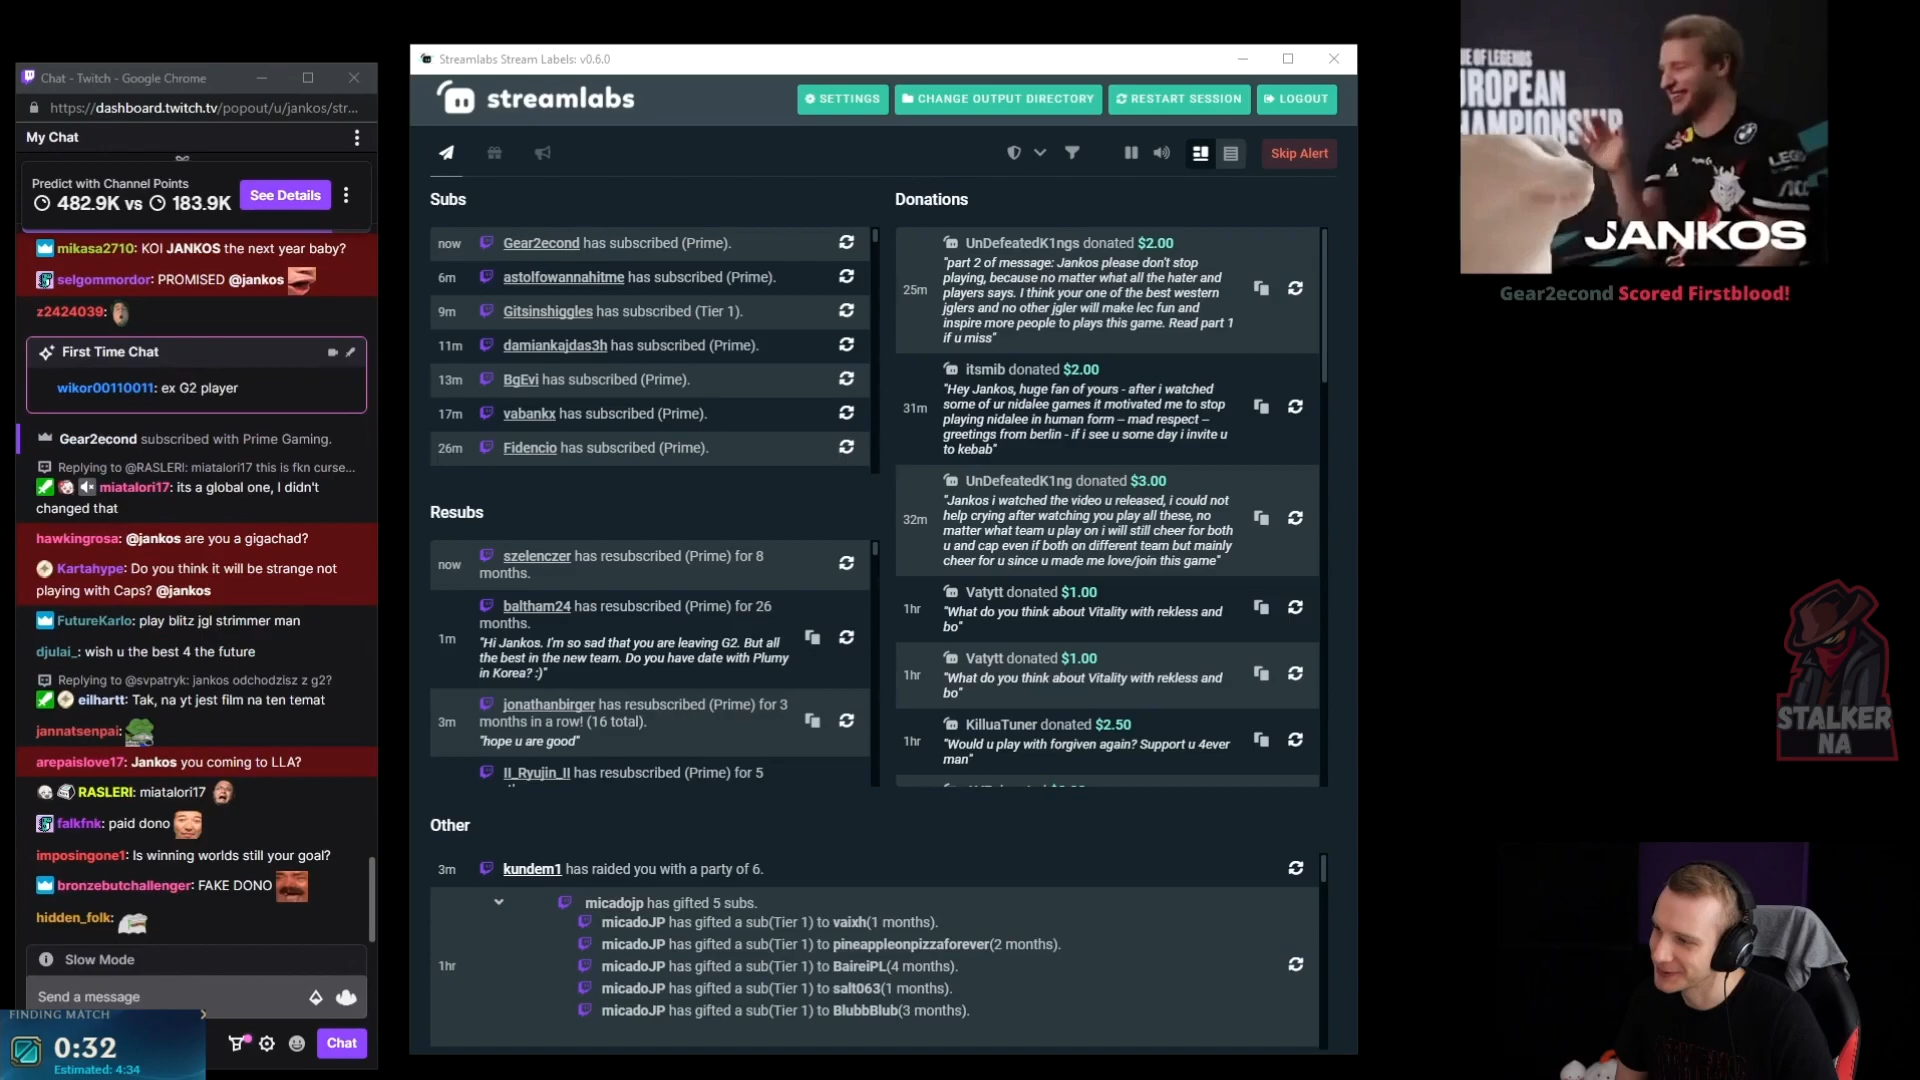 Chat - Twitch - Google Chrome
https://dashboard.twitch.tv/popout/u/jankos/str...
My Chat
Predict with Channel Points
482.9K vs 183.9K
See Details
mikasa2710: KOI JANKOS the next year baby?
selgommordor: PROMISED @jankos
z2424039:
First Time Chat
wikor00110011: ex G2 player
Gear2econd subscribed with Prime Gaming.
Replying to @RASLERI: miatalori17 this is fkn curse...
miatalori17: its a global one, I didn't
changed that
hawkingrosa: @jankos are you a gigachad?
Kartahype: Do you think it will be strange not
playing with Caps? @jankos
FutureKarlo: play blitz jgl strimmer man
djulai_: wish u the best 4 the future
Replying to @svpatryk: jankos odchodzisz z g2?
eilhartt: Tak, na yt jest film na ten temat
jannatsenpai:
arepaislove17: Jankos you coming to LLA?
RASLERI: miatalori17
falkfnk: paid dono
imposingone1: Is winning worlds still your goal?
bronzebutchallenger: FAKE DONO
hidden_folk:
Slow Mode
Send a message
Chat
FINDING MATCH
0:32
Estimated: 4:34
Streamlabs Stream Labels: v0.6.0
streamlabs
SETTINGS
CHANGE OUTPUT DIRECTORY
RESTART SESSION
LOGOUT
Skip Alert
Subs
now Gear2econd has subscribed (Prime).
6m astolfowannahitme has subscribed (Prime).
9m Gitsinshiggles has subscribed (Tier 1).
11m damiankajdas3h has subscribed (Prime).
13m BgEvi has subscribed (Prime).
17m vabankx has subscribed (Prime).
26m Fidencio has subscribed (Prime).
Resubs
now szelenczer has resubscribed (Prime) for 8
months.
baltham24 has resubscribed (Prime) for 26
months.
1m "Hi Jankos. I'm so sad that you are leaving G2. But all
the best in the new team. Do you have date with Plumy
in Korea? :)"
jonathanbirger has resubscribed (Prime) for 3
3m months in a row! (16 total).
"hope u are good"
II_Ryujin_II has resubscribed (Prime) for 5
Donations
UnDefeatedK1ngs donated $2.00
"part 2 of message: Jankos please don't stop
playing, because no matter what all the hater and
25m players says. I think your one of the best western
jglers and no other jgler will make lec fun and
inspire more people to plays this game. Read part 1
if u miss"
itsmib donated $2.00
"Hey Jankos, huge fan of yours - after i watched
31m some of ur nidalee games it motivated me to stop
playing nidalee in human form – mad respect –
greetings from berlin - if i see u some day i invite u
to kebab"
UnDefeatedK1ng donated $3.00
"Jankos i watched the video u released, i could not
32m help crying after watching you play all these, no
matter what team u play on i will still cheer for both
u and cap even if both on different team but mainly
cheer for u since u made me love/join this game"
Vatytt donated $1.00
1hr "What do you think about Vitality with rekless and
bo"
Vatytt donated $1.00
1hr "What do you think about Vitality with rekless and
bo"
KilluaTuner donated $2.50
1hr "Would u play with forgiven again? Support u 4ever
man"
Other
3m kundem1 has raided you with a party of 6.
micadojp has gifted 5 subs.
micadoJP has gifted a sub(Tier 1) to vaixh(1 months).
micadoJP has gifted a sub(Tier 1) to pineappleonpizzaforever(2 months).
1hr micadoJP has gifted a sub(Tier 1) to BaireiPL(4 months).
micadoJP has gifted a sub(Tier 1) to salt063(1 months).
micadoJP has gifted a sub(Tier 1) to BlubbBlub(3 months).
OF LEGENDS
UROPEAN
HAMPIONSHIP
JANKOS
Gear2econd Scored Firstblood!
STALKER
NA